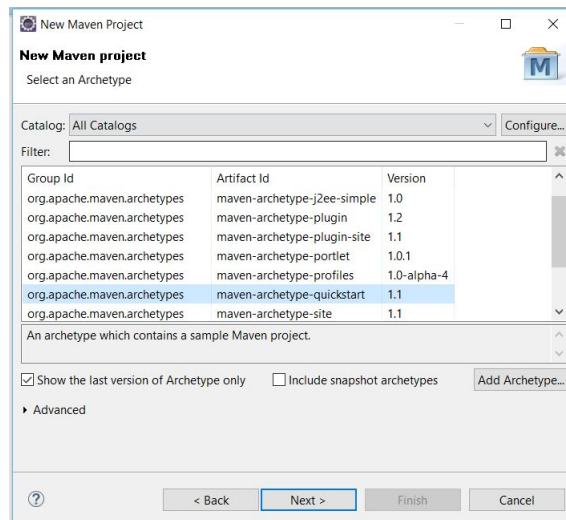 New Maven Project
New Maven project
Select an Archetype
M
Catalog: All Catalogs Configure...
Filter:
Group Id Artifact Id Version
org.apache.maven.archetypes maven-archetype-j2ee-simple 1.0
org.apache.maven.archetypes maven-archetype-plugin 1.2
org.apache.maven.archetypes maven-archetype-plugin-site 1.1
org.apache.maven.archetypes maven-archetype-portlet 1.0.1
org.apache.maven.archetypes maven-archetype-profiles 1.0-alpha-4
org.apache.maven.archetypes maven-archetype-quickstart 1.1
org.apache.maven.archetypes maven-archetype-site 1.1
An archetype which contains a sample Maven project.
Show the last version of Archetype only Include snapshot archetypes Add Archetype...
Advanced
? < Back Next > Finish Cancel